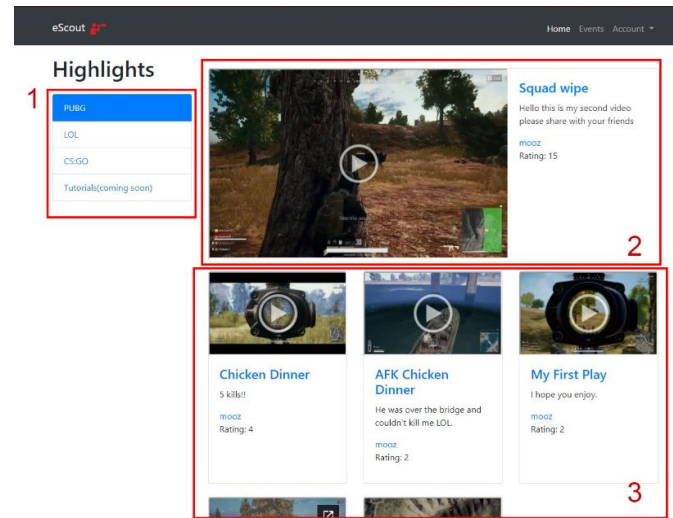 eScout
Home Events Account
Highlights
1
PUBG
LOL
CS:GO
Tutorials(coming soon)
Squad wipe
Hello this is my second video
please share with your friends
mooz
Rating: 15
2
Chicken Dinner
5 kills!!
mooz
Rating: 4
AFK Chicken
Dinner
He was over the bridge and
couldn't kill me LOL.
mooz
Rating: 2
My First Play
I hope you enjoy.
mooz
Rating: 2
3